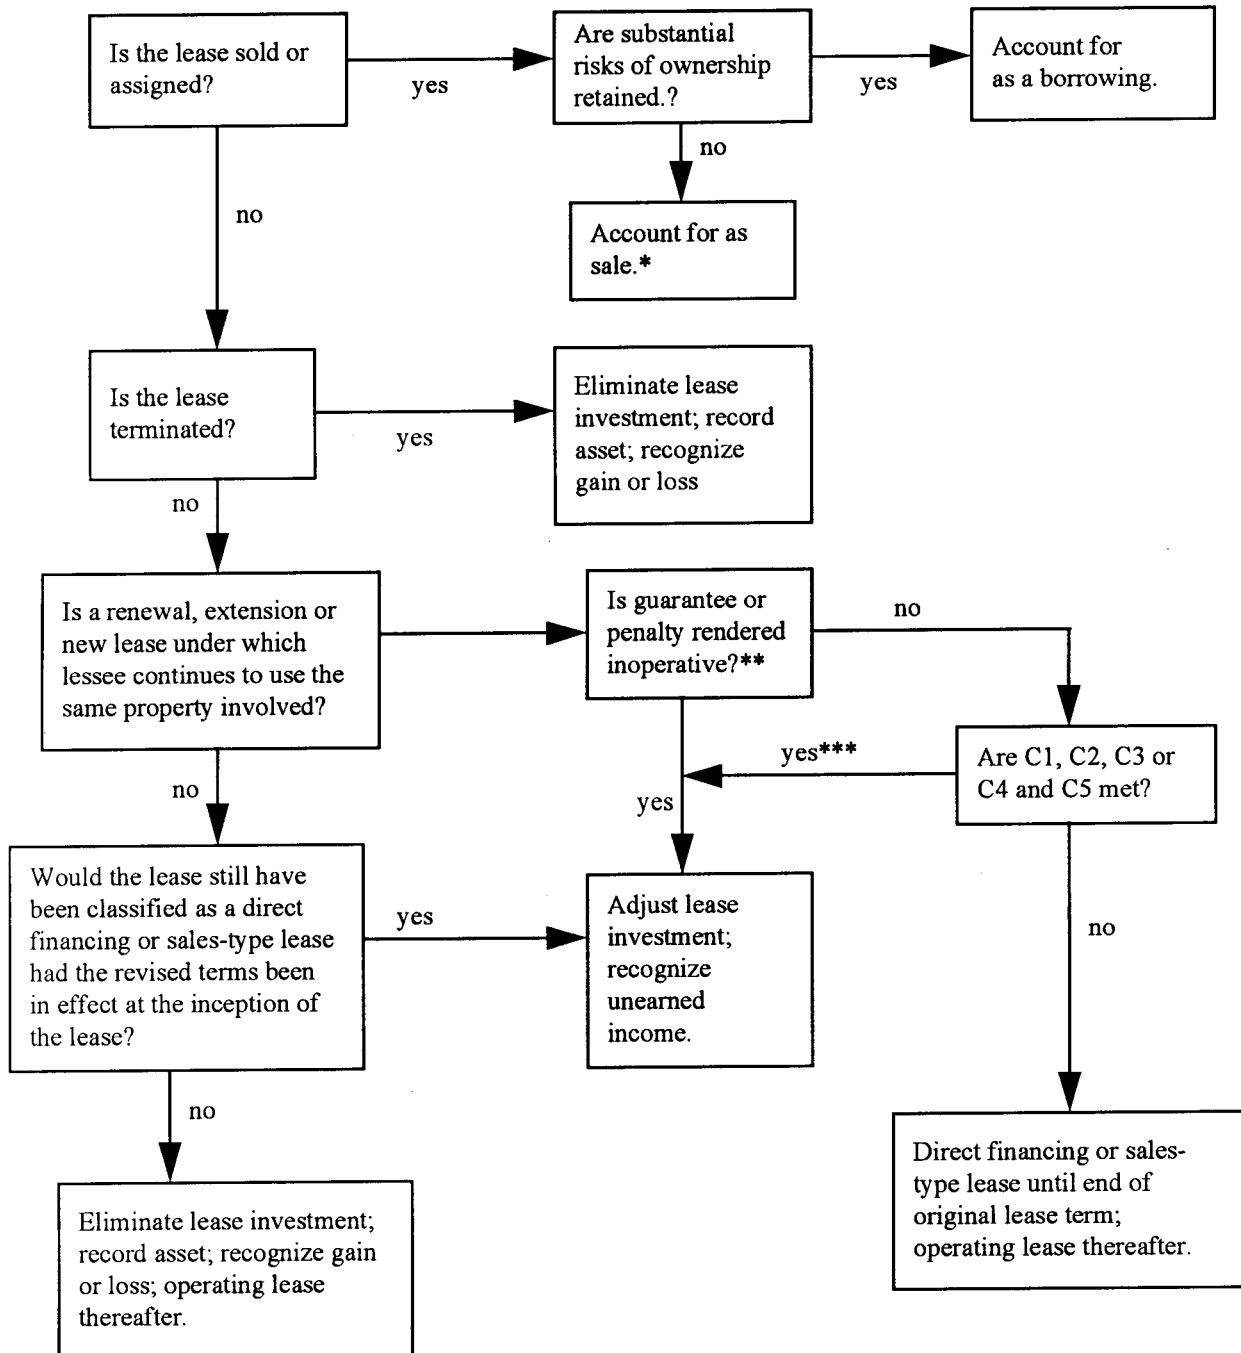 Is the lease sold or
assigned?
yes
Are substantial
risks of ownership
retained.?
yes
Account for
as a borrowing.
no
no
Account for as
sale.*
Is the lease
terminated?
yes
Eliminate lease
investment; record
asset; recognize
gain or loss
no
Is a renewal, extension or
new lease under which
lessee continues to use the
same property involved?
Is guarantee or
penalty rendered
inoperative?**
no
Are C1, C2, C3 or
C4 and C5 met?
yes***
yes
no
no
Would the lease still have
been classified as a direct
financing or sales-type lease
had the revised terms been
in effect at the inception of
the lease?
yes
Adjust lease
investment;
recognize
unearned
income.
no
Direct financing or sales-
type lease until end of
original lease term;
operating lease thereafter.
Eliminate lease investment;
record asset; recognize gain
or loss; operating lease
thereafter.